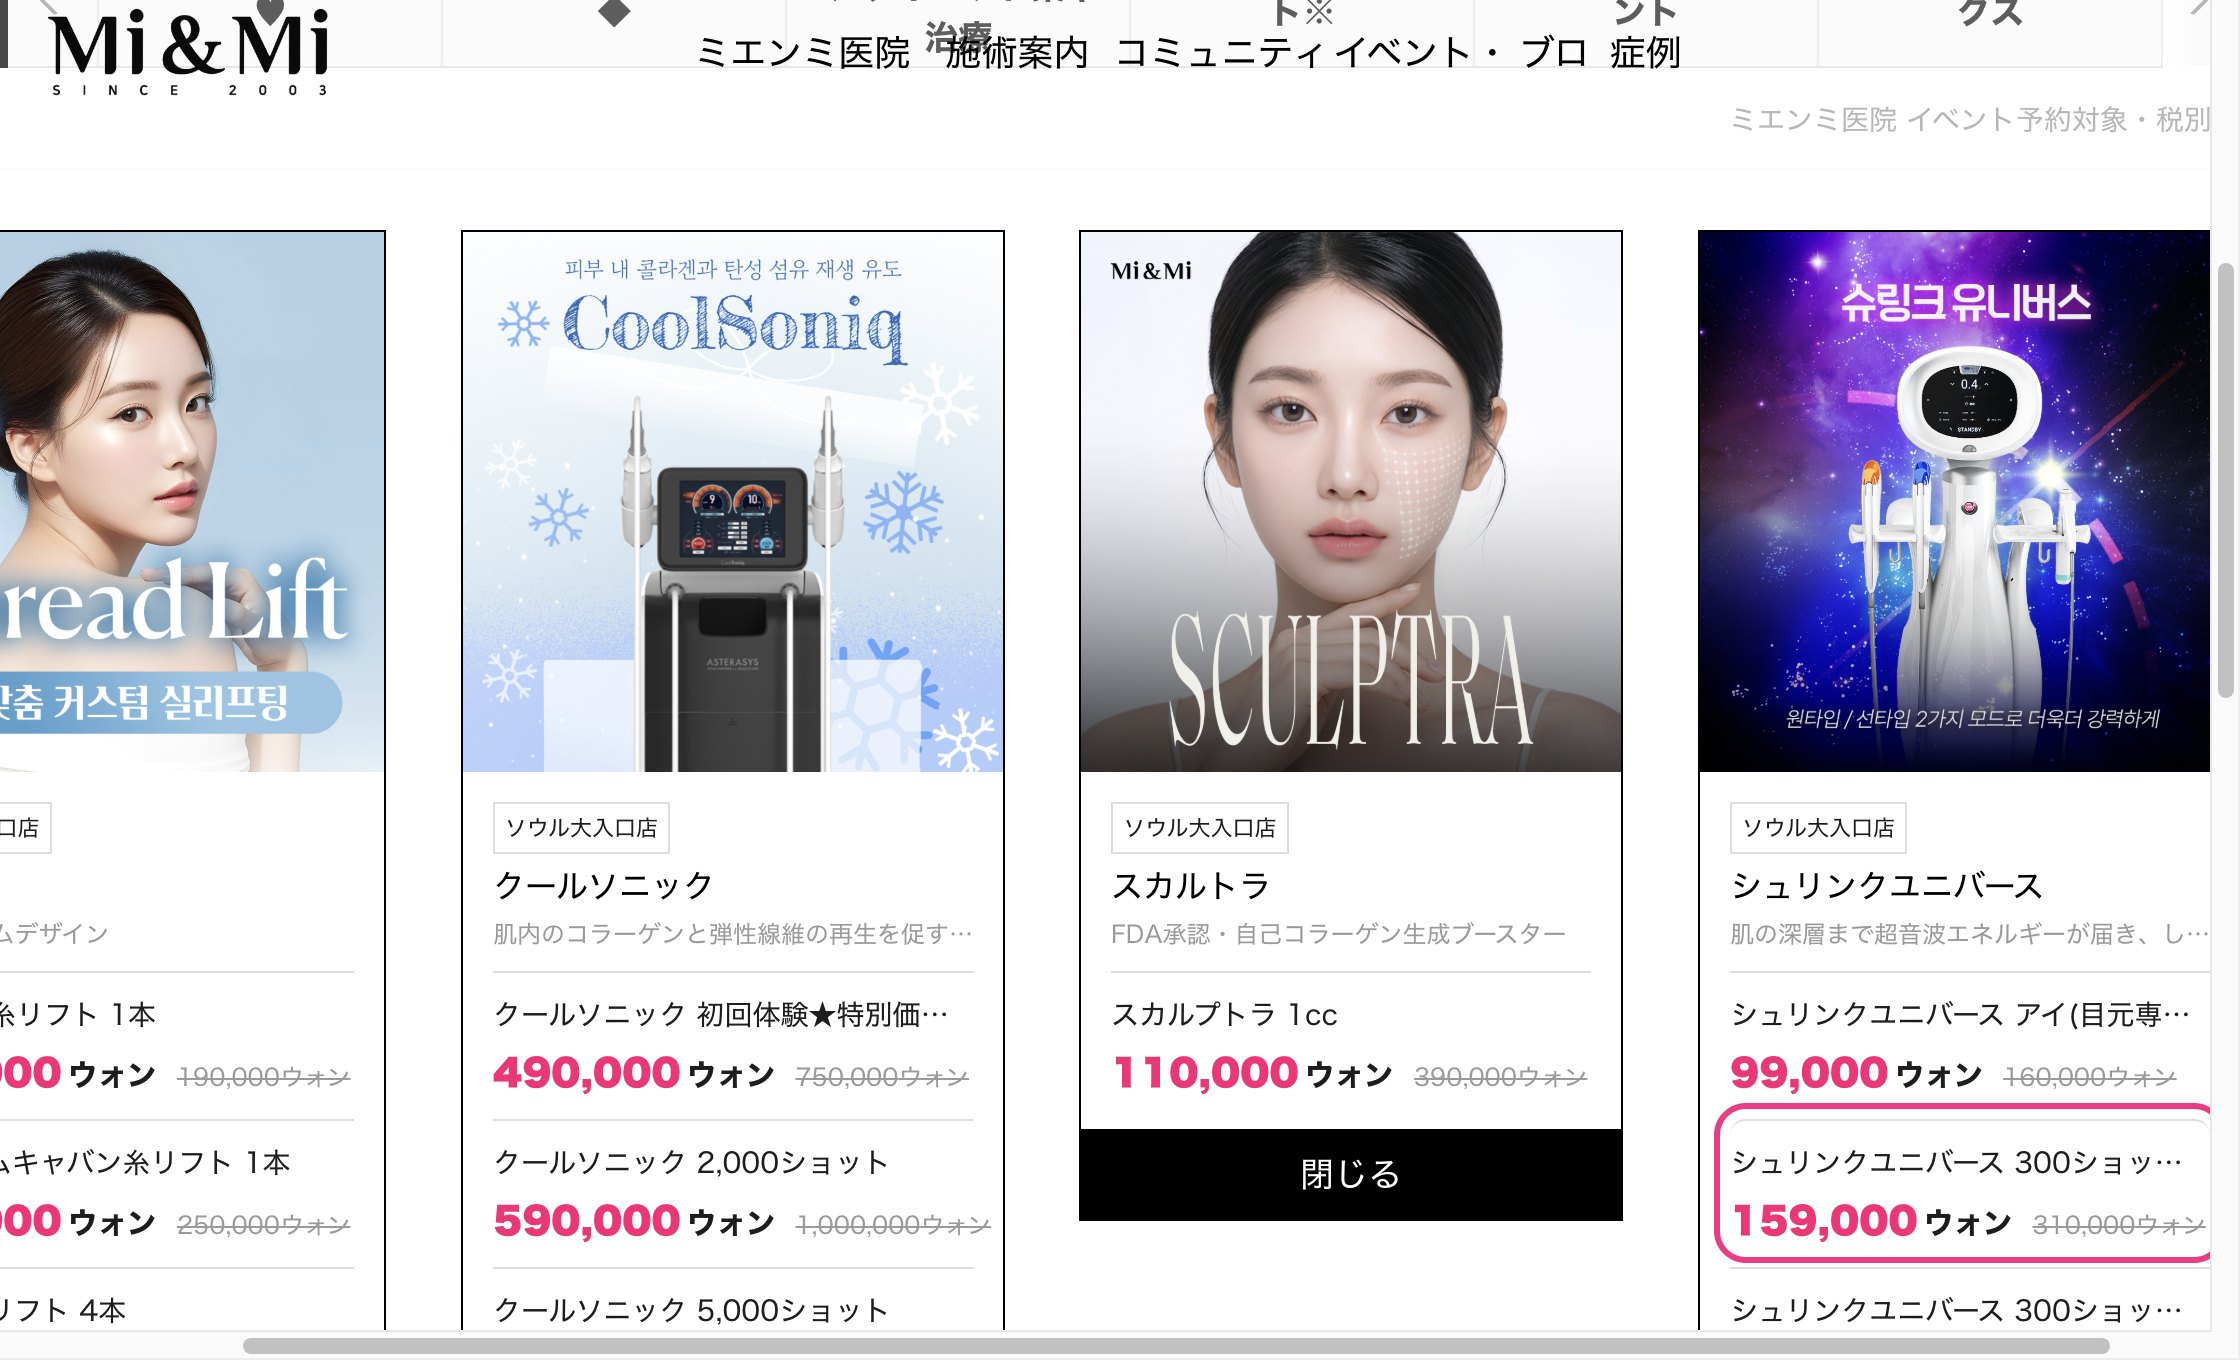 Mi&Mi
SINCE 2003
治療
ト※
ント
クス
ミエンミ医院
施術案内
コミュニティ
イベント・
ブロ
症例
ミエンミ医院 イベント予約対象・税別
read Lift
맞춤 커스텀 실리프팅
口店
ムデザイン
糸リフト 1本
000 ウォン 190,000ウォン
ムキャバン糸リフト 1本
000 ウォン 250,000ウォン
リフト 4本
피부 내 콜라겐과 탄성 섬유 재생 유도
CoolSoniq
9 10
CoolSoniq
ASTERASYS
ソウル大入口店
クールソニック
肌内のコラーゲンと弾性線維の再生を促す…
クールソニック 初回体験★特別価…
490,000 ウォン 750,000ウォン
クールソニック 2,000ショット
590,000 ウォン 1,000,000ウォン
クールソニック 5,000ショット
Mi&Mi
SCULPTRA
ソウル大入口店
スカルトラ
FDA承認・自己コラーゲン生成ブースター
スカルプトラ 1cc
110,000 ウォン 390,000ウォン
閉じる
슈링크 유니버스
0.4
STANDBY
원타입 / 선타입 2가지 모드로 더욱더 강력하게
ソウル大入口店
シュリンクユニバース
肌の深層まで超音波エネルギーが届き、し…
シュリンクユニバース アイ(目元専…
99,000 ウォン 160,000ウォン
シュリンクユニバース 300ショッ…
159,000 ウォン 310,000ウォン
シュリンクユニバース 300ショッ…